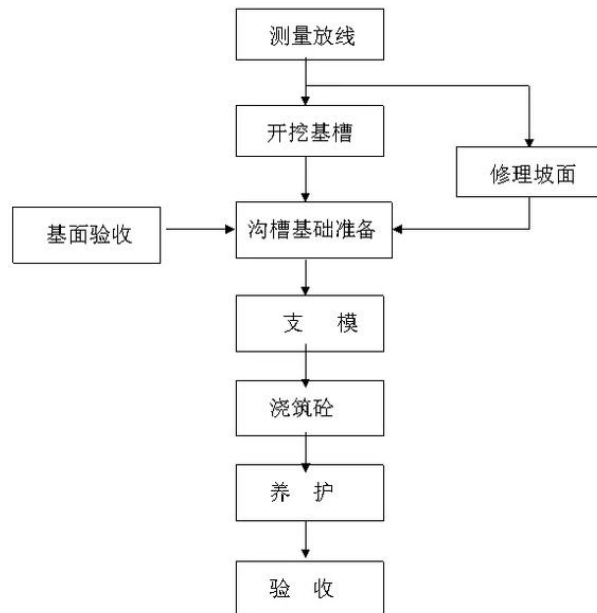 测量放线
开挖基槽
修理坡面
基面验收
沟槽基础准备
支 模
浇筑砼
养 护
验 收